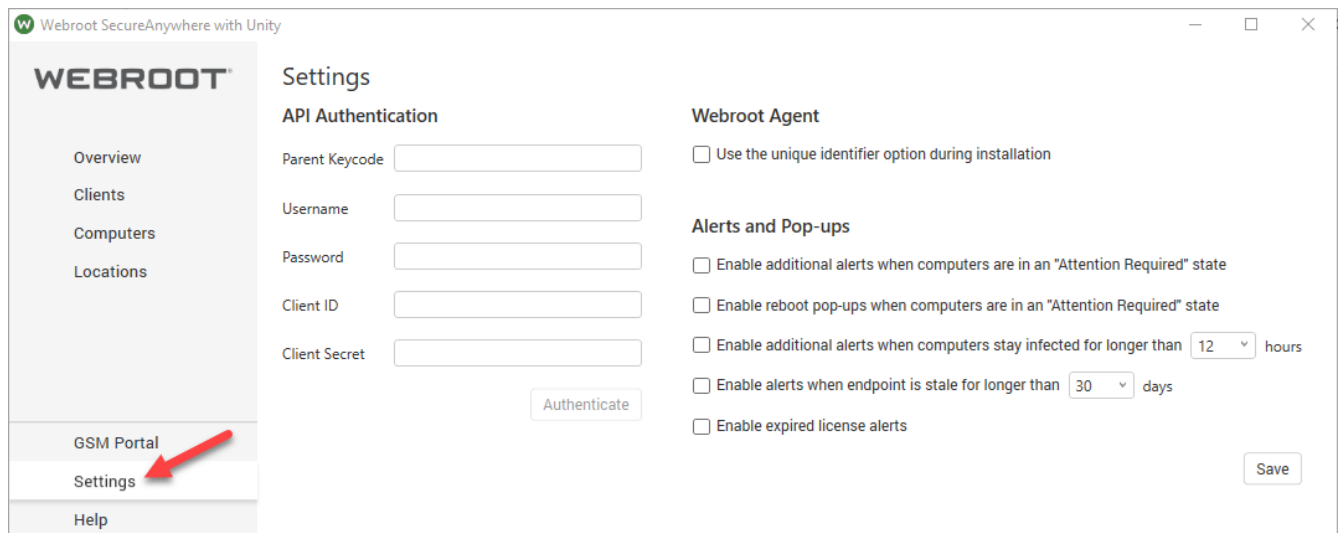 Webroot SecureAnywhere with Unity
WEBROOT
Overview
Clients
Computers
Locations
GSM Portal
Settings
Help
Settings
API Authentication
Parent Keycode
Username
Password
Client ID
Client Secret
Authenticate
Webroot Agent
Use the unique identifier option during installation
Alerts and Pop-ups
Enable additional alerts when computers are in an "Attention Required" state
Enable reboot pop-ups when computers are in an "Attention Required" state
Enable additional alerts when computers stay infected for longer than 12 hours
Enable alerts when endpoint is stale for longer than 30 days
Enable expired license alerts
Save